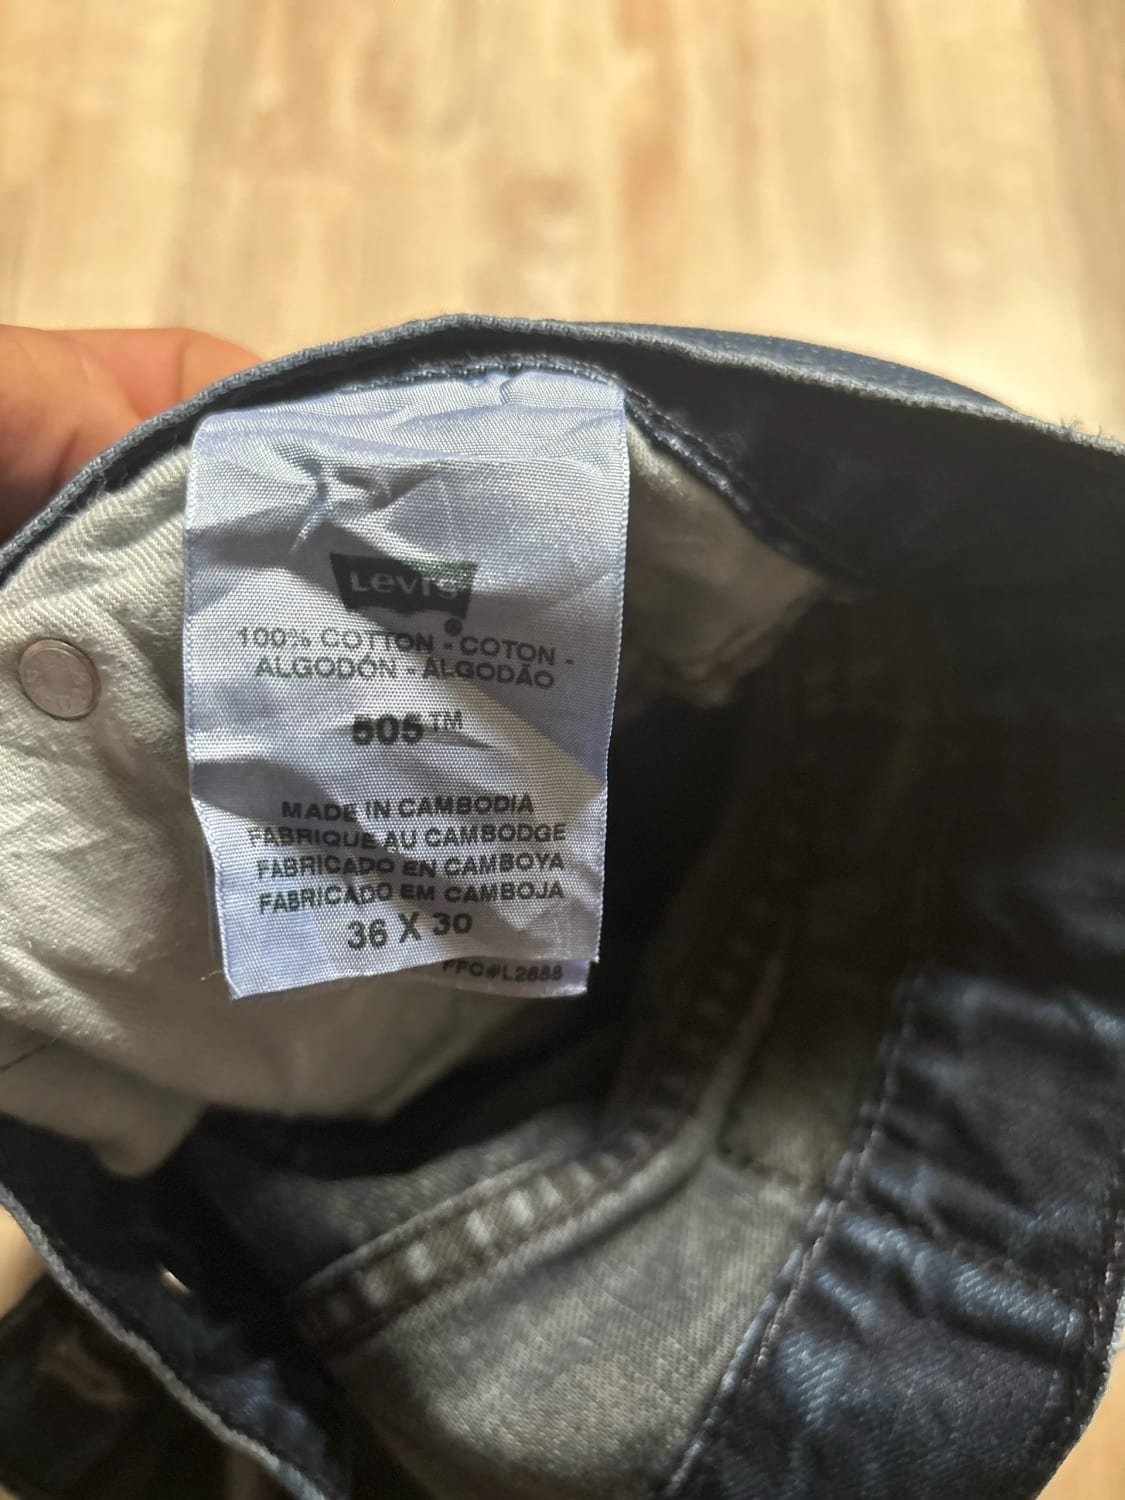 Levi's
®
100% COTTON - COTON -
ALGODÓN - ALGODÃO
505™
MADE IN CAMBODIA
FABRIQUE AU CAMBODGE
FABRICADO EN CAMBOYA
FABRICADO EM CAMBOJA
36 X 30